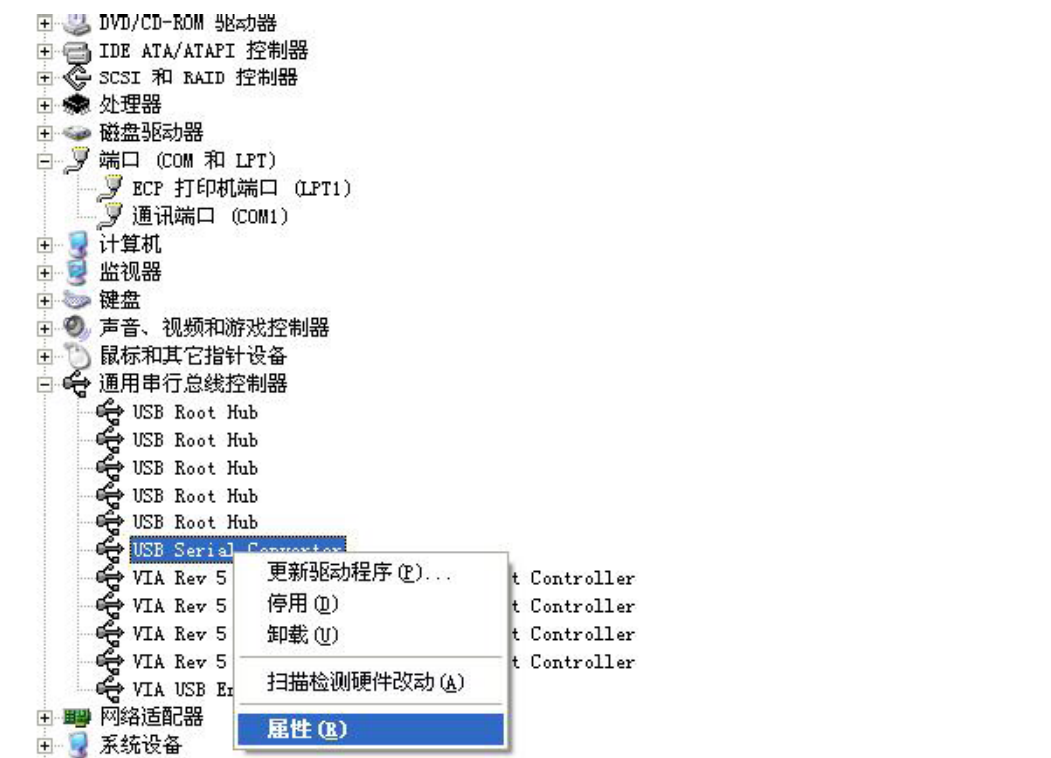 DVD/CD-ROM 驱动器
IDE ATA/ATAPI 控制器
SCSI 和 RAID 控制器
处理器
磁盘驱动器
端口 (COM 和 LPT)
ECP 打印机端口 (LPT1)
通讯端口 (COM1)
计算机
监视器
键盘
声音、视频和游戏控制器
鼠标和其它指针设备
通用串行总线控制器
USB Root Hub
USB Root Hub
USB Root Hub
USB Root Hub
USB Root Hub
USB Serial Converter
更新驱动程序(P)...
VIA Rev 5 t Controller
停用(D)
VIA Rev 5 t Controller
卸载(U)
VIA Rev 5 t Controller
VIA Rev 5 t Controller
扫描检测硬件改动(A)
VIA USB
网络适配器
属性(R)
系统设备